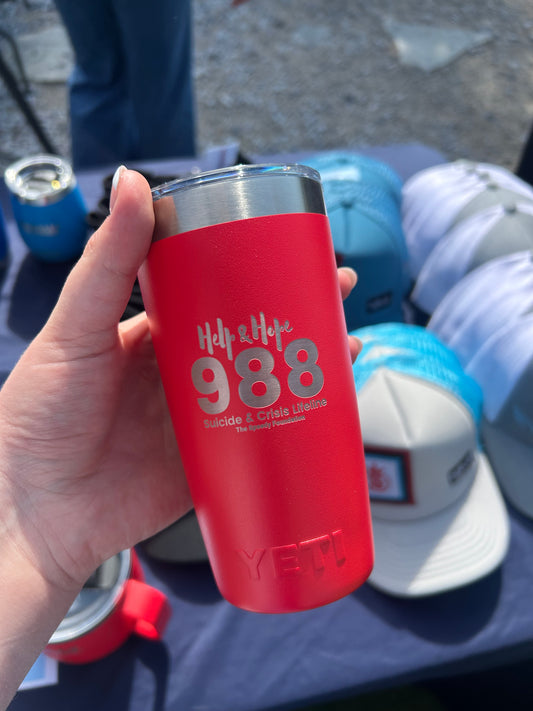 Help & Hope
988
Suicide & Crisis Lifeline
The Speedy Foundation
YETI